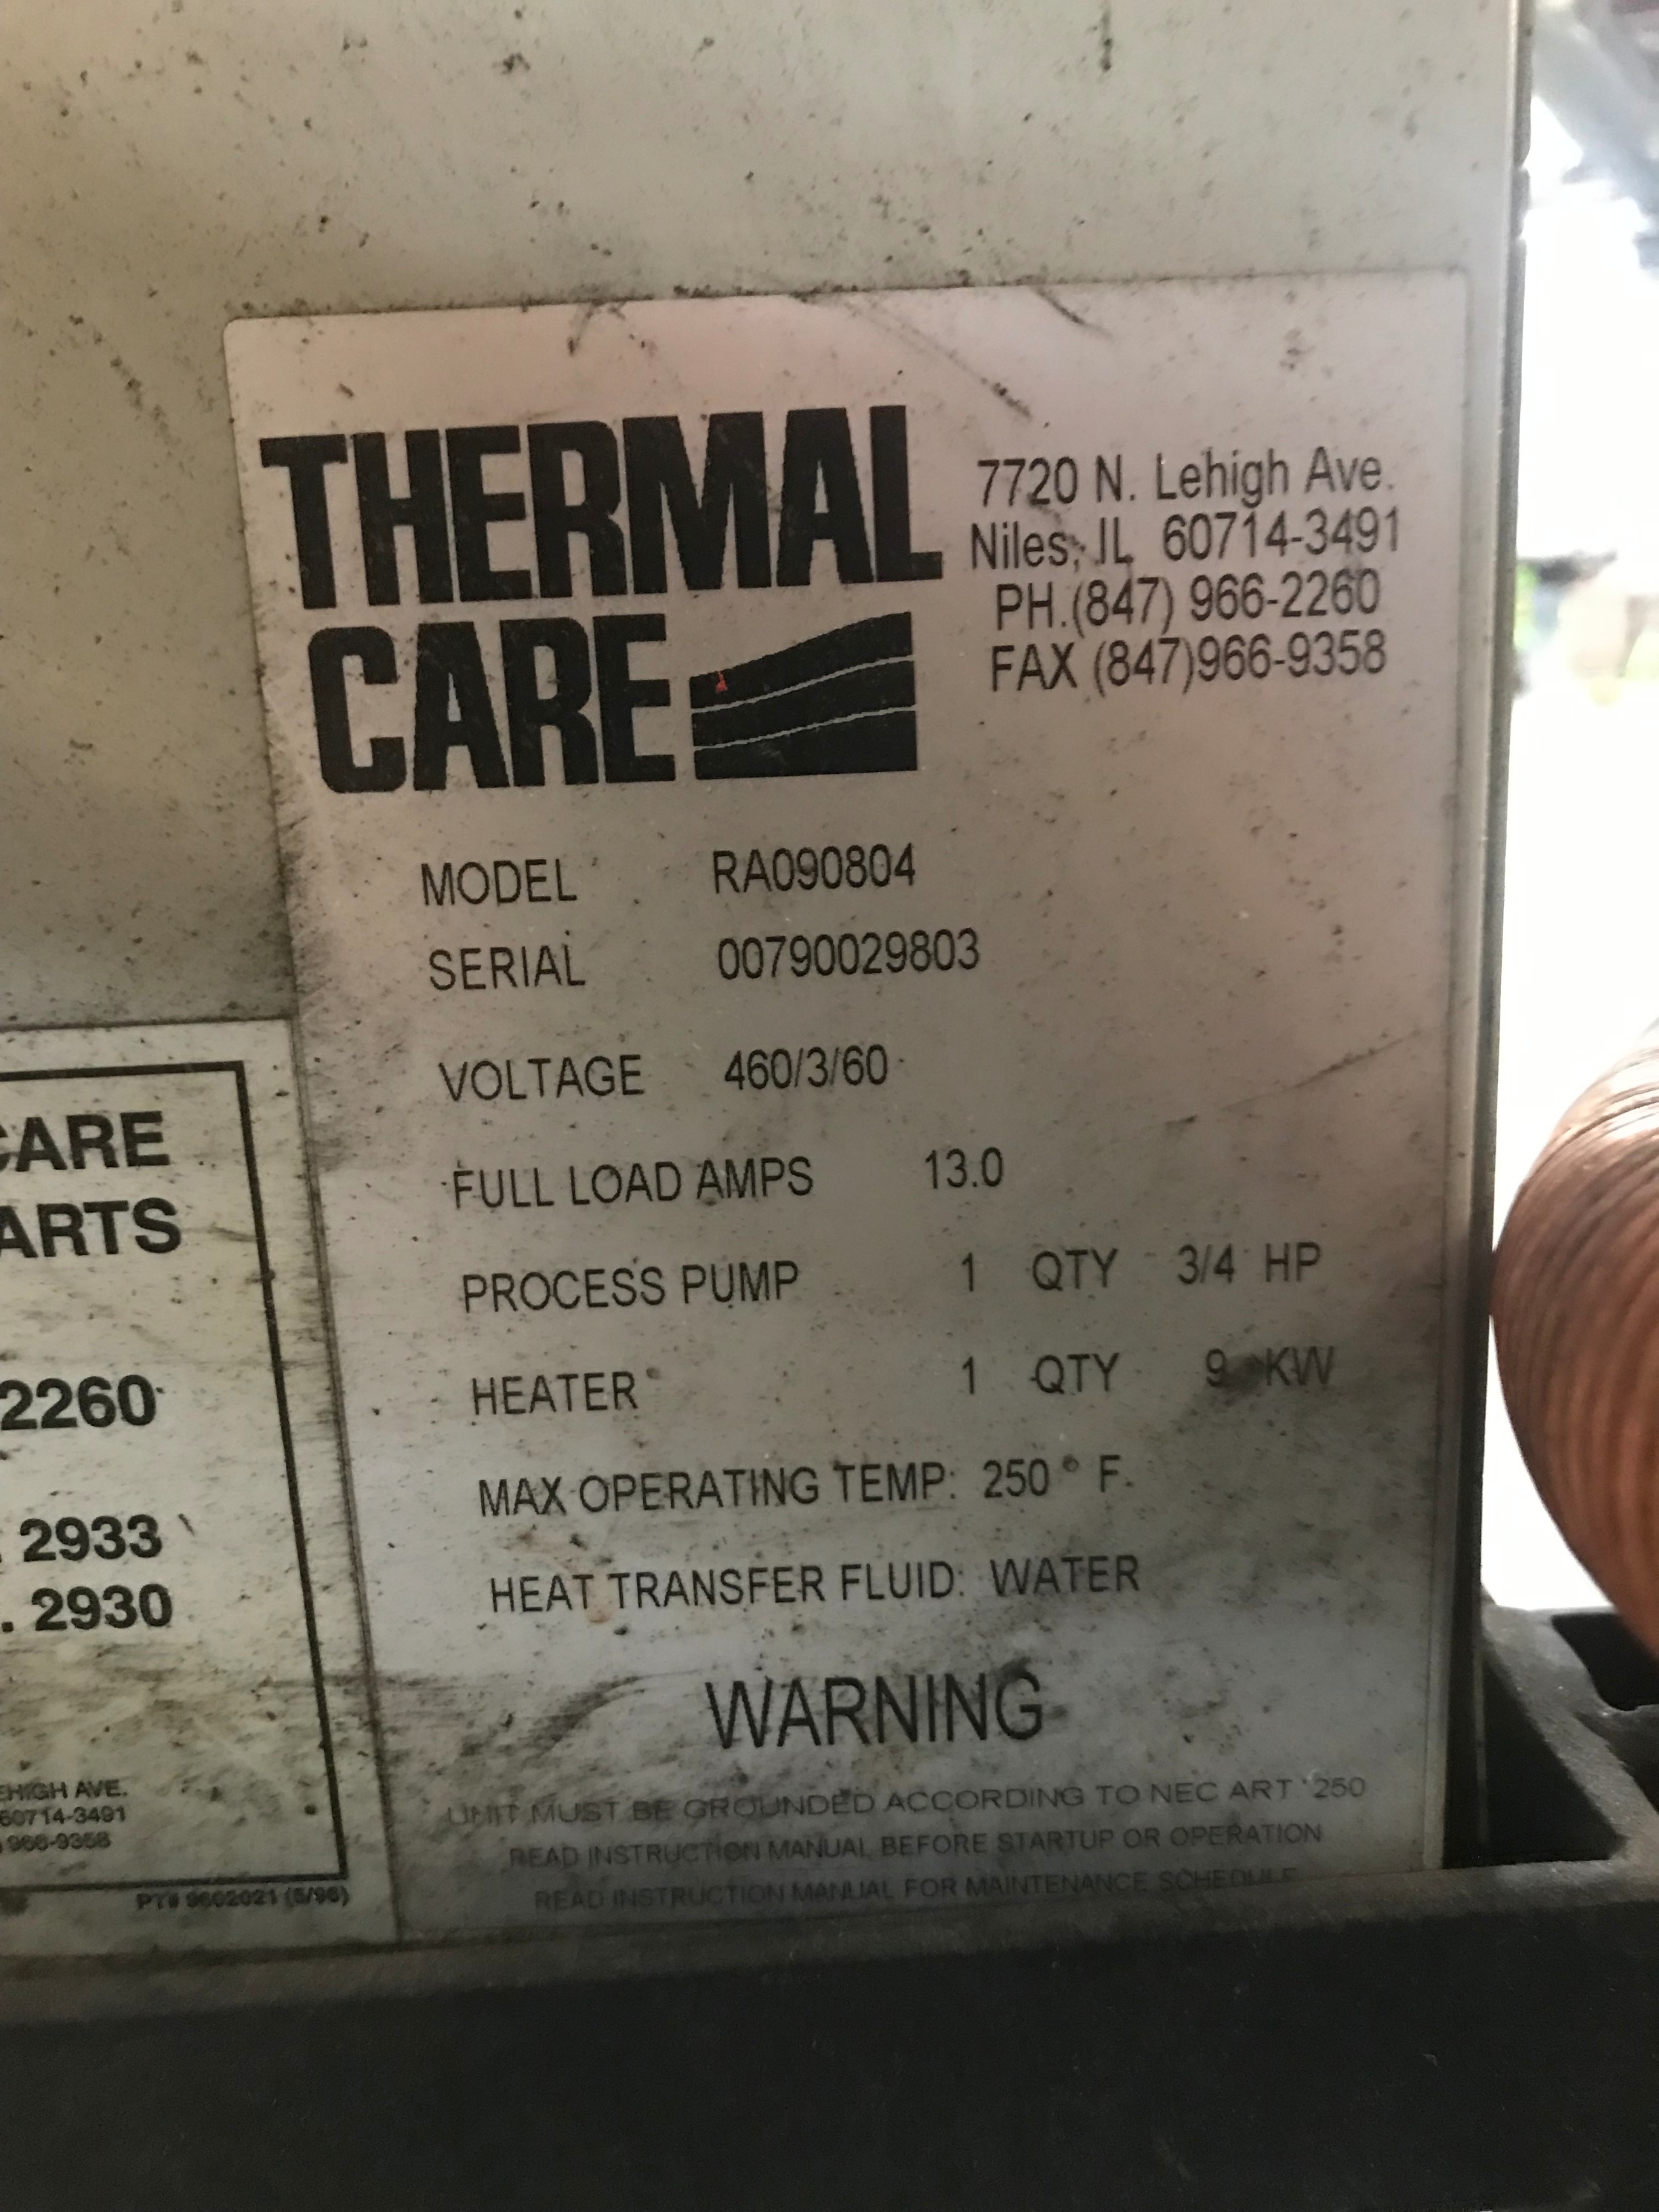 THERMAL
CARE
7720 N. Lehigh Ave.
Niles, IL 60714-3491
PH.(847) 966-2260
FAX (847)966-9358
MODEL RA090804
SERIAL 00790029803
VOLTAGE 460/3/60
FULL LOAD AMPS 13.0
PROCESS PUMP 1 QTY 3/4 HP
HEATER 1 QTY 9 KW
MAX OPERATING TEMP: 250° F.
HEAT TRANSFER FLUID: WATER
WARNING
UNIT MUST BE GROUNDED ACCORDING TO NEC ART 250
READ INSTRUCTION MANUAL BEFORE STARTUP OR OPERATION
READ INSTRUCTION MANUAL FOR MAINTENANCE SCHEDULE
CARE
ARTS
2260
. 2933
. 2930
EHIGH AVE.
60714-3491
966-9358
PT# 9602021 (5/96)